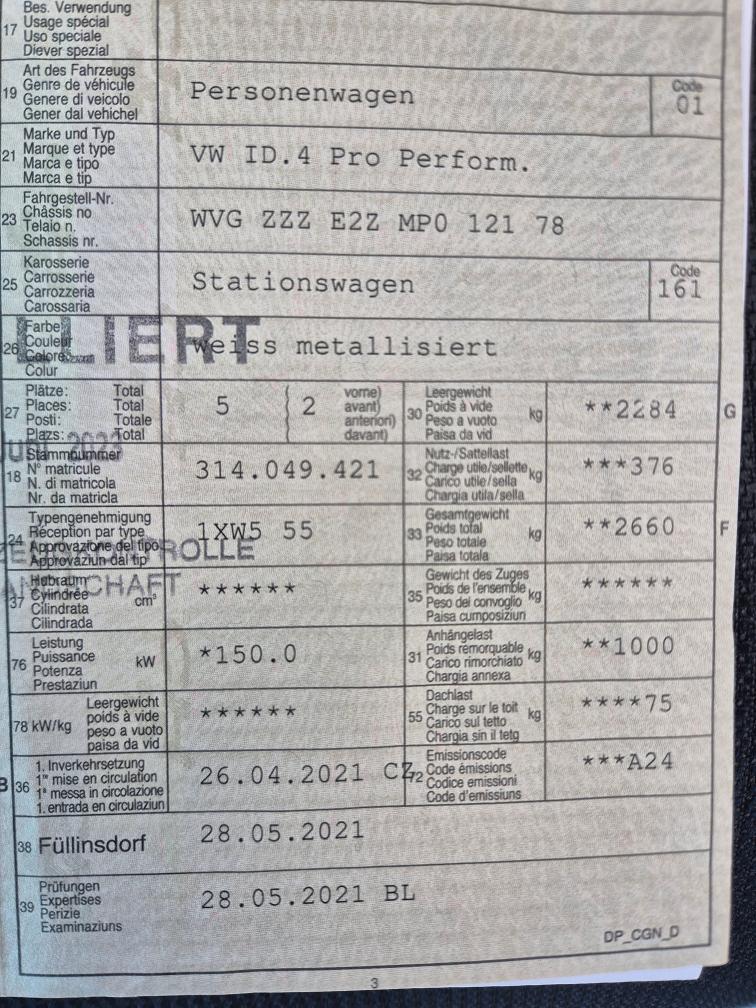 Bes. Verwendung
17 Usage spécial
Uso speciale
Diever spezial
Art des Fahrzeugs
19 Genre de véhicule
Genere di veicolo
Gener dal vehichel
Personenwagen
Code
01
Marke und Typ
21 Marque et type
Marca e tipo
Marca e tip
VW ID.4 Pro Perform.
Fahrgestell-Nr.
23 Châssis no
Telaio n.
Schassis nr.
WVG ZZZ E2Z MP0 121 78
Karosserie
25 Carrosserie
Carrozzeria
Carossaria
Stationswagen
Code
161
Farbe
26 Couleur
Colore
Colur
weiss metallisiert
LIERT
Plätze: Total
27 Places: Total
Posti: Totale
Plazs: Total
5
2
vorne)
avant)
anteriori)
davant)
Leergewicht
30 Poids à vide kg
Peso a vuoto
Paisa da vid
**2284
G
Stammnummer
18 N° matricule
N. di matricola
Nr. da matricla
314.049.421
Nutz-/Sattellast
32 Charge utile/sellette kg
Carico utile/sella
Chargia utila/sella
***376
Typengenehmigung
24 Réception par type
Approvazione del tipo
Approvaziun dal tip
1XW5 55
Gesamtgewicht
33 Poids total kg
Peso totale
Paisa totala
**2660
F
Hubraum
37 Cylindrée cm³
Cilindrata
Cilindrada
******
Gewicht des Zuges
35 Poids de l'ensemble kg
Peso del convoglio
Paisa cumposiziun
******
Leistung
76 Puissance kW
Potenza
Prestaziun
*150.0
Anhängelast
31 Poids remorquable kg
Carico rimorchiato
Chargia annexa
**1000
Leergewicht
78 kW/kg poids à vide
peso a vuoto
paisa da vid
******
Dachlast
55 Charge sur le toit kg
Carico sul tetto
Chargia sin il tetg
****75
B
1. Inverkehrsetzung
36 1re mise en circulation
1a messa in circolazione
1. entrada en circulaziun
26.04.2021 CZ
Emissionscode
72 Code émissions
Codice emissioni
Code d'emissiuns
***A24
38 Füllinsdorf
28.05.2021
Prüfungen
39 Expertises
Perizie
Examinaziuns
28.05.2021 BL
DP_CGN_D
3